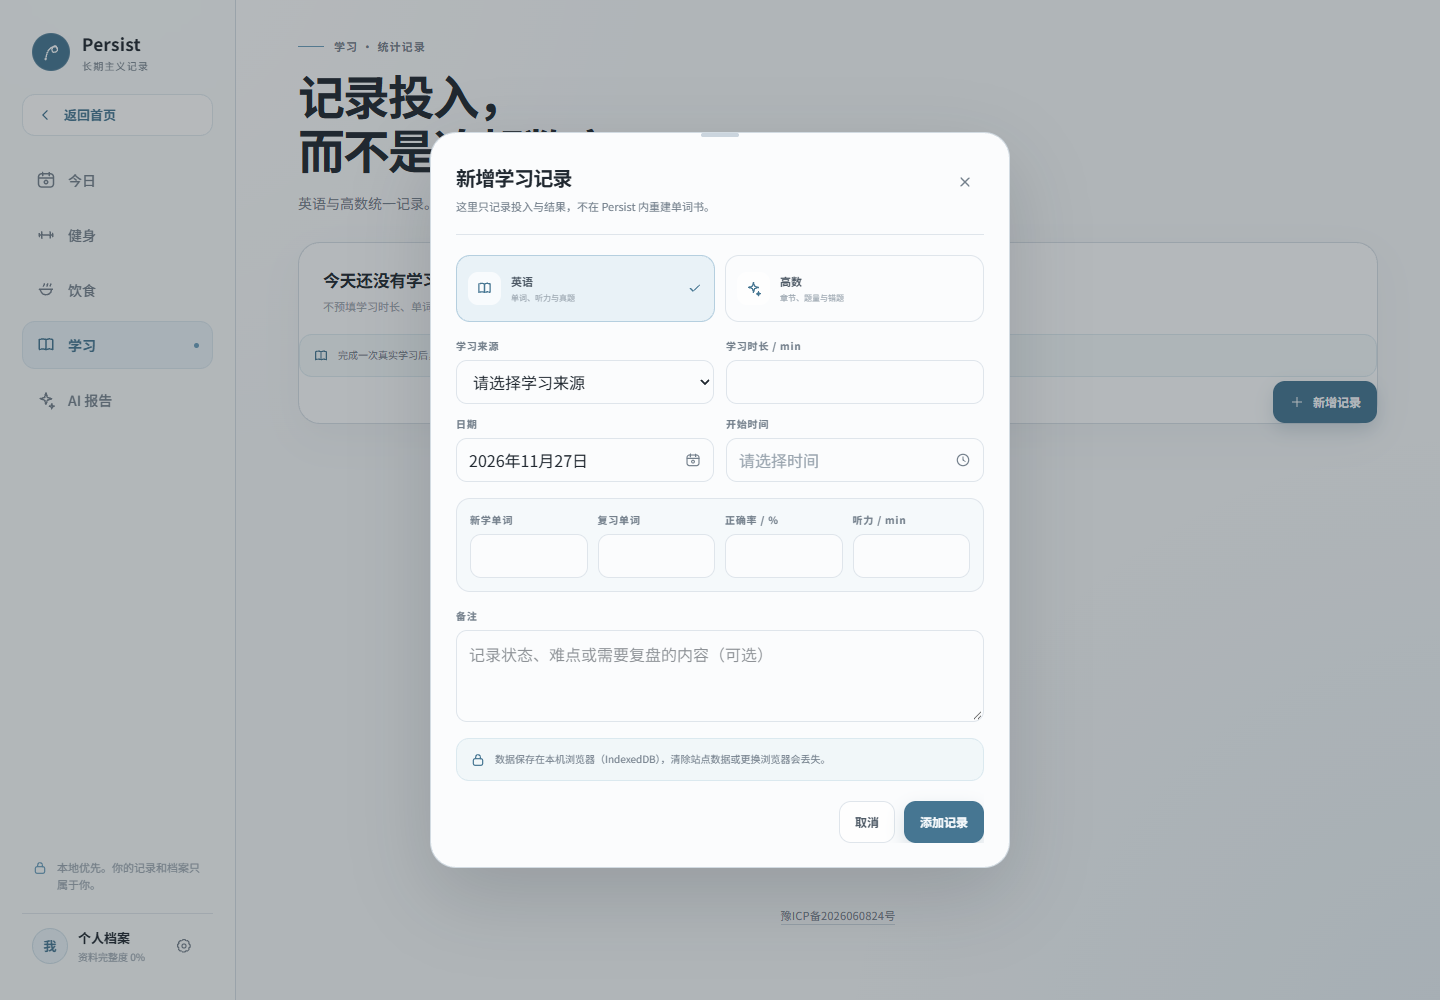 Persist
长期主义记录
返回首页
今日
健身
饮食
学习
AI 报告
本地优先。你的记录和档案只
属于你。
我
个人档案
资料完整度 0%
学习 • 统计记录
记录投入，
而不是
英语与高数统一记录。
今天还没有学习
不预填学习时长、单词
完成一次真实学习后
新增记录
新增学习记录
这里只记录投入与结果，不在 Persist 内重建单词书。
英语
单词、听力与真题
高数
章节、题量与错题
学习来源
请选择学习来源
学习时长 / min
日期
2026年11月27日
开始时间
请选择时间
新学单词
复习单词
正确率 / %
听力 / min
备注
记录状态、难点或需要复盘的内容（可选）
数据保存在本机浏览器（IndexedDB），清除站点数据或更换浏览器会丢失。
取消
添加记录
豫ICP备2026060824号